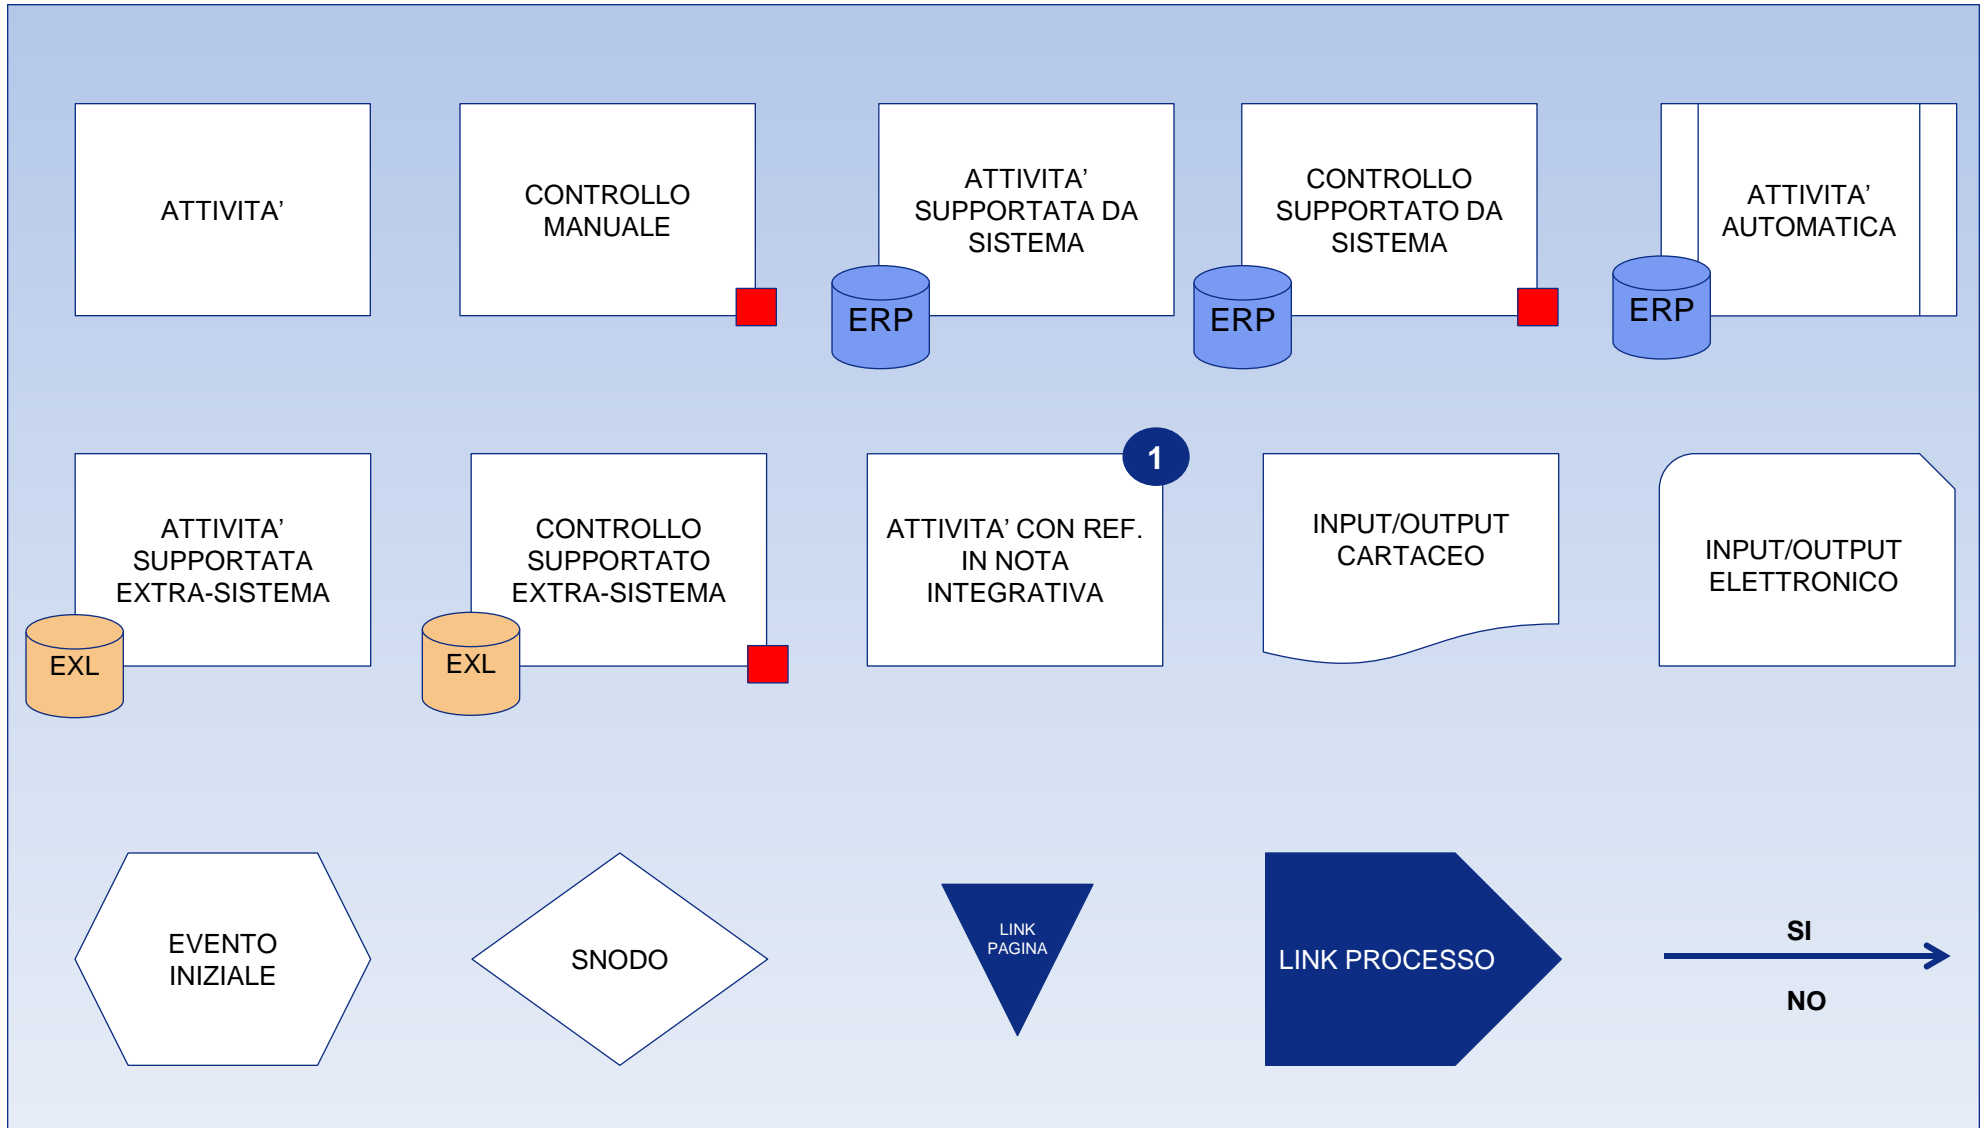 ATTIVITA’
CONTROLLO
MANUALE
ATTIVITA’
SUPPORTATA DA
SISTEMA
ERP
CONTROLLO
SUPPORTATO DA
SISTEMA
ERP
ATTIVITA’
AUTOMATICA
ERP
ATTIVITA’
SUPPORTATA
EXTRA-SISTEMA
EXL
CONTROLLO
SUPPORTATO
EXTRA-SISTEMA
EXL
1
ATTIVITA’ CON REF.
IN NOTA
INTEGRATIVA
INPUT/OUTPUT
CARTACEO
INPUT/OUTPUT
ELETTRONICO
EVENTO
INIZIALE
SNODO
LINK
PAGINA
LINK PROCESSO
SI
NO